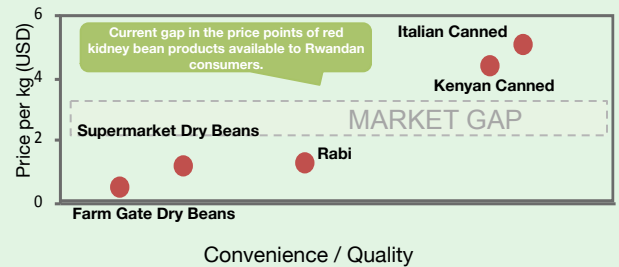 Price per kg (USD)
6
4
2
0
Current gap in the price points of red
kidney bean products available to Rwandan
consumers.
Italian Canned
Kenyan Canned
MARKET GAP
Supermarket Dry Beans
Rabi
Farm Gate Dry Beans
Convenience / Quality